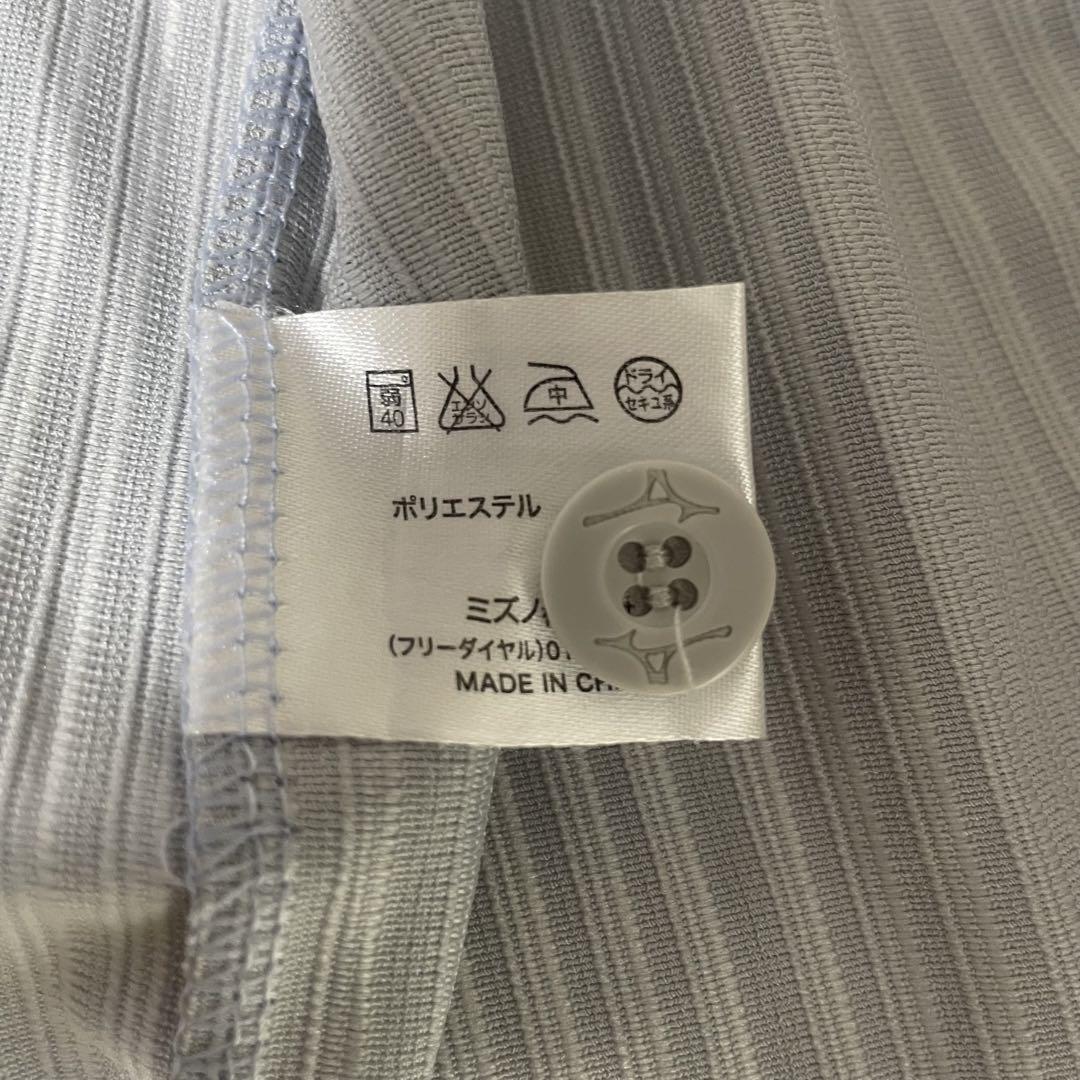 弱 40
エンソ サラシ
中
ドライ セキユ系
ポリエステル
ミズノ
(フリーダイヤル)01
MADE IN CH